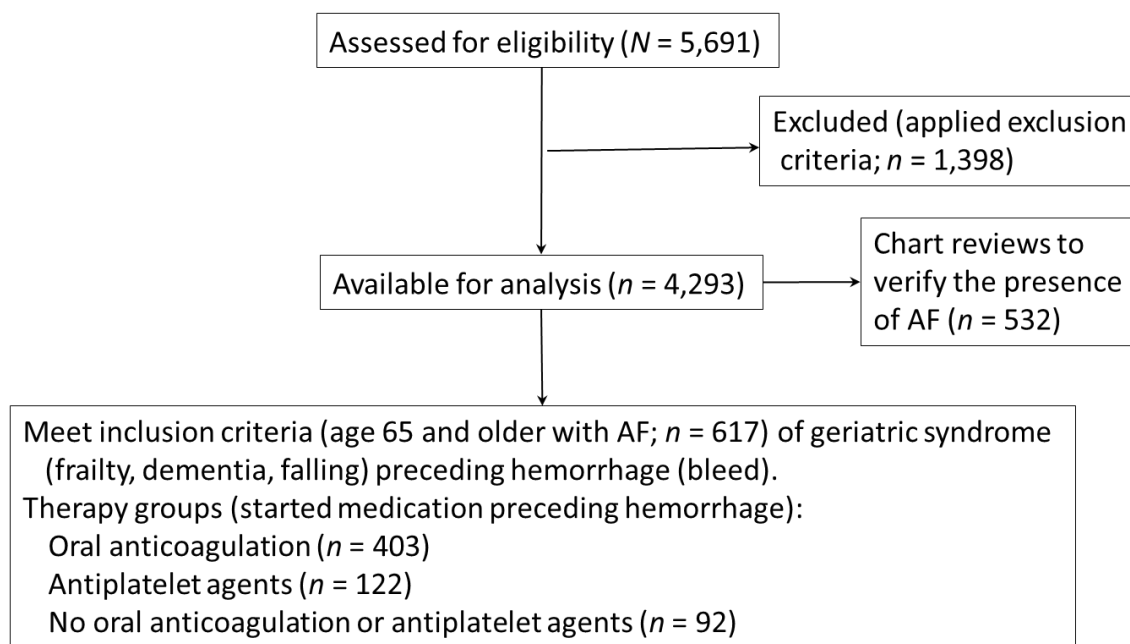 Assessed for eligibility (N = 5,691)
Excluded (applied exclusion
criteria; n = 1,398)
Available for analysis (n = 4,293)
Chart reviews to
verify the presence
of AF (n = 532)
Meet inclusion criteria (age 65 and older with AF; n = 617) of geriatric syndrome
(frailty, dementia, falling) preceding hemorrhage (bleed).
Therapy groups (started medication preceding hemorrhage):
Oral anticoagulation (n = 403)
Antiplatelet agents (n = 122)
No oral anticoagulation or antiplatelet agents (n = 92)